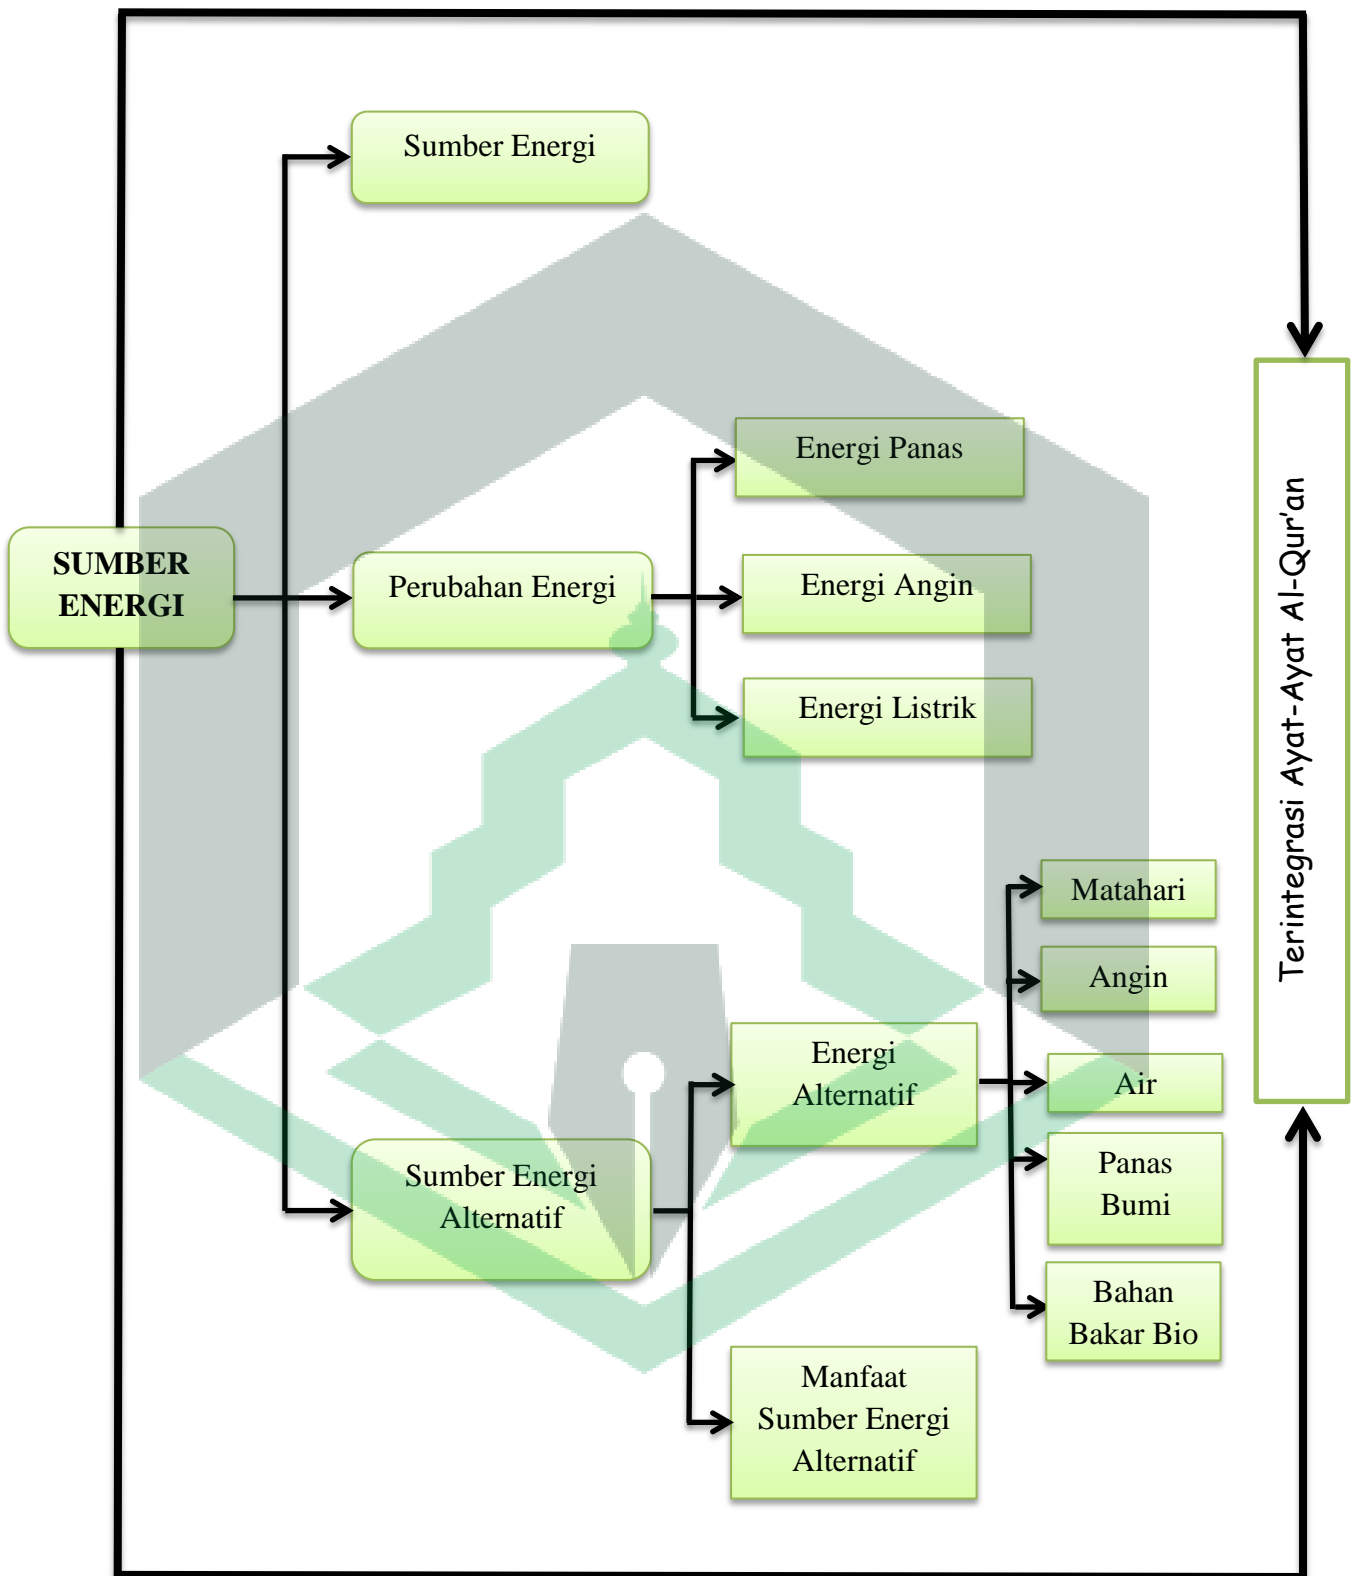 Sumber Energi
SUMBER
ENERGI
Perubahan Energi
Energi Panas
Energi Angin
Energi Listrik
Sumber Energi
Alternatif
Energi
Alternatif
Manfaat
Sumber Energi
Alternatif
Matahari
Angin
Air
Panas
Bumi
Bahan
Bakar Bio
Terintegrasi Ayat-Ayat Al-Qur'an